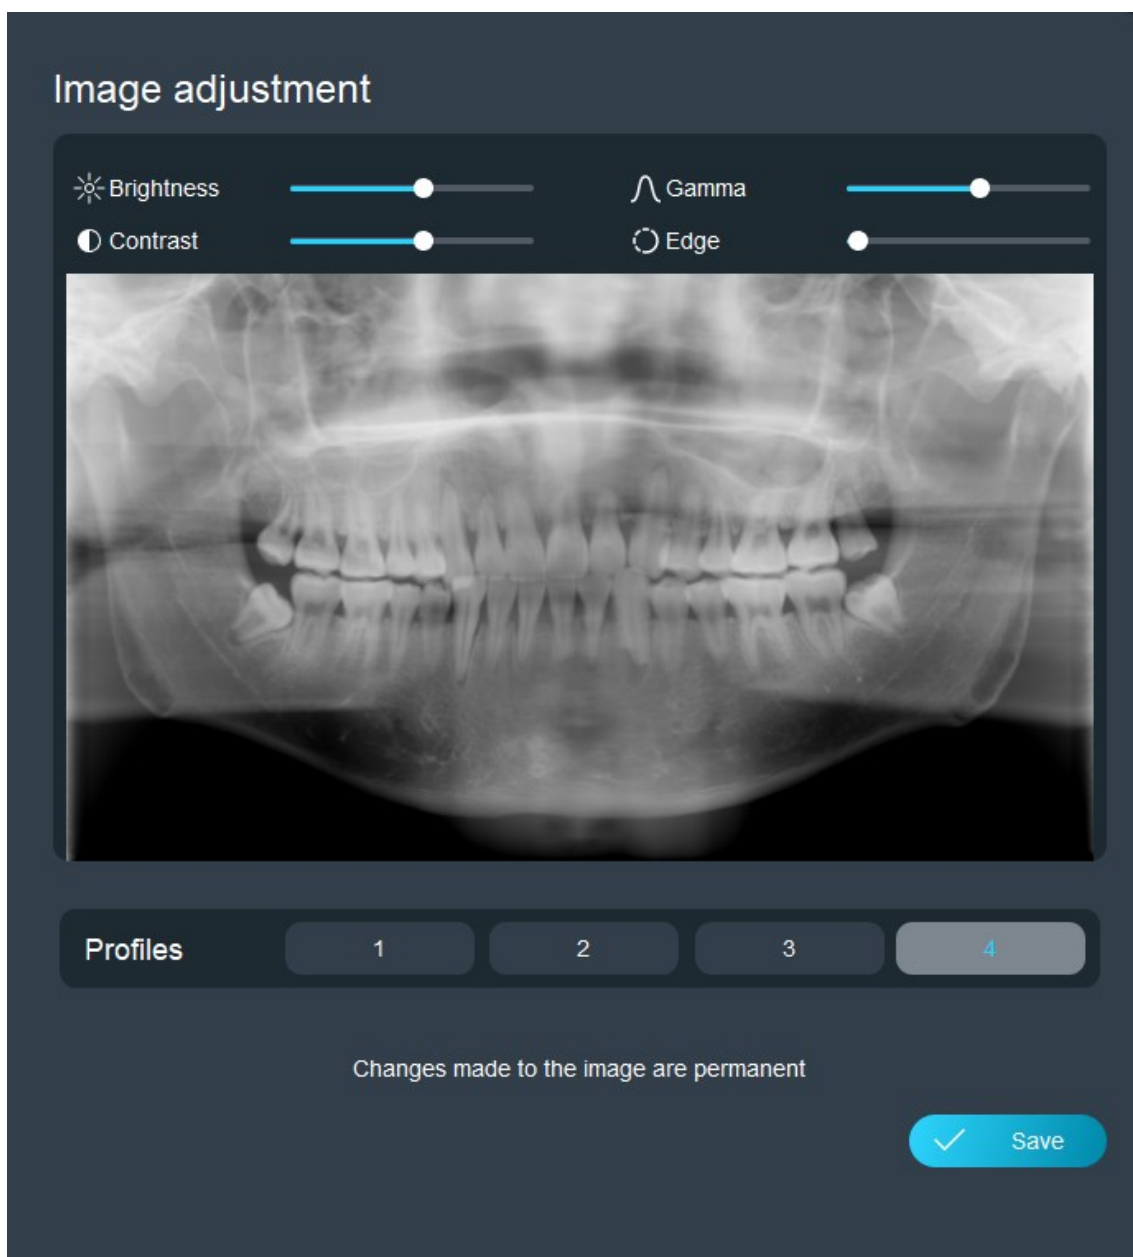 Image adjustment
Brightness
Gamma
Contrast
Edge
Profiles
1
2
3
4
Changes made to the image are permanent
Save